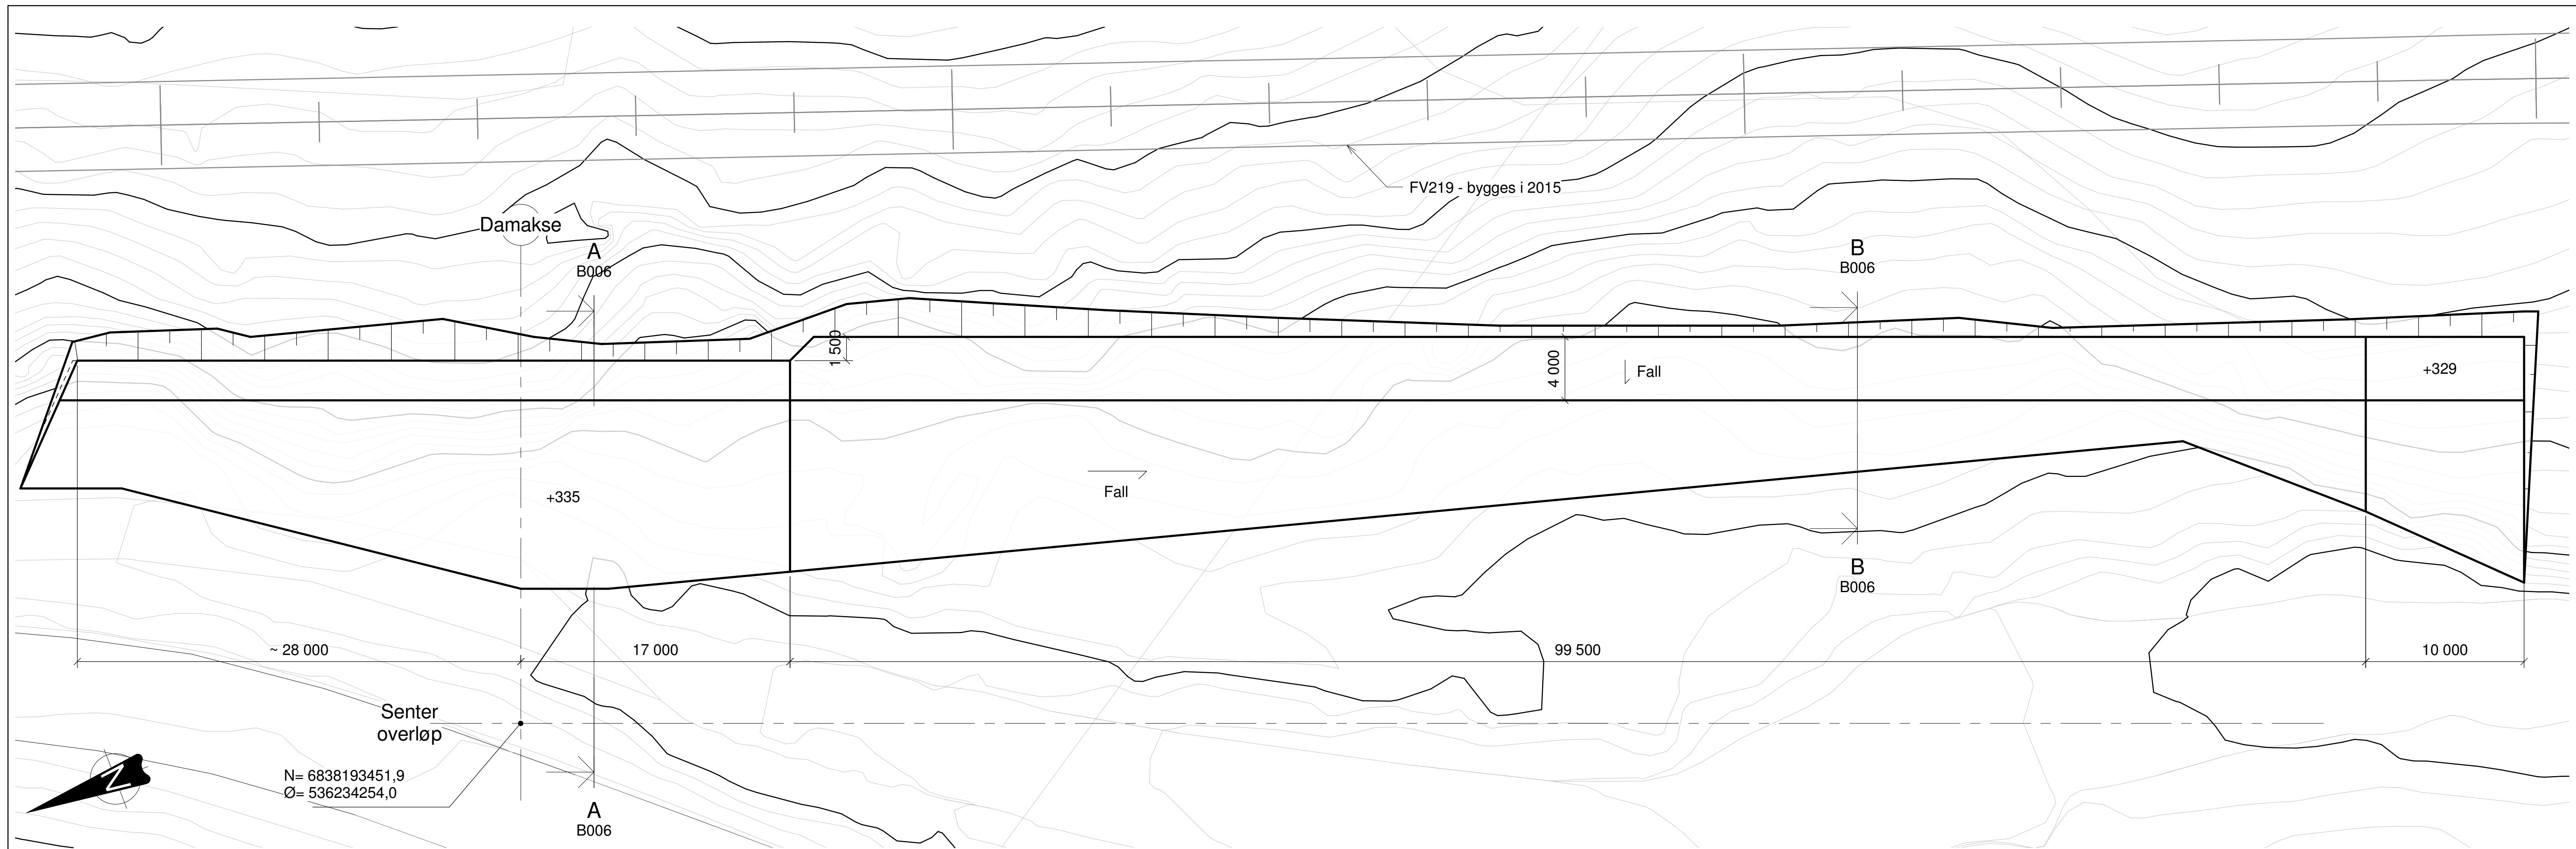 FV219 - bygges i 2015
Damakse
A
B006
B
B006
1 500
4 000
Fall
+329
+335
Fall
B
B006
~ 28 000
17 000
99 500
10 000
Senter
overløp
N= 6838193451,9
Ø= 536234254,0
N
A
B006